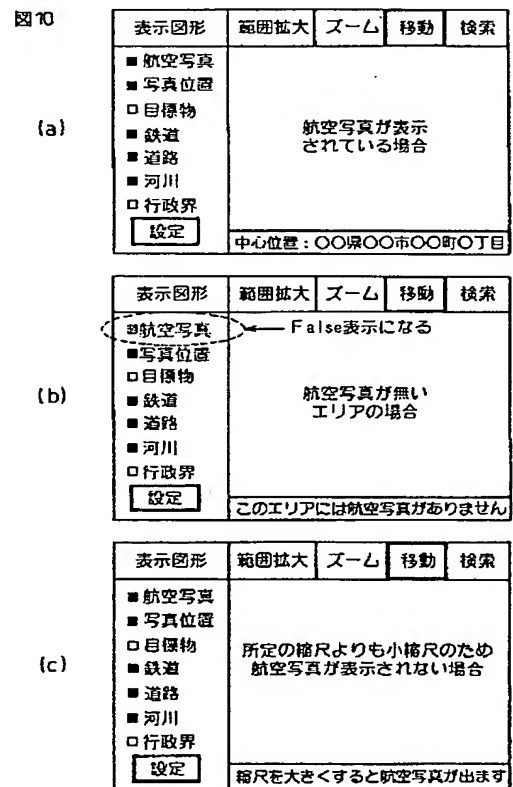 図10
(a)
表示図形 範囲拡大 ズーム 移動 検索
■航空写真
■写真位置
□目標物
■鉄道
■道路
■河川
□行政界
設定
航空写真が表示
されている場合
中心位置:〇〇県〇〇市〇〇町〇丁目
(b)
表示図形 範囲拡大 ズーム 移動 検索
航空写真
False表示になる
■写真位置
□目標物
■鉄道
■道路
■河川
□行政界
設定
航空写真が無い
エリアの場合
このエリアには航空写真がありません
(c)
表示図形 範囲拡大 ズーム 移動 検索
■航空写真
■写真位置
□目標物
■鉄道
■道路
■河川
□行政界
設定
所定の縮尺よりも小縮尺のため
航空写真が表示されない場合
縮尺を大きくすると航空写真が出ます